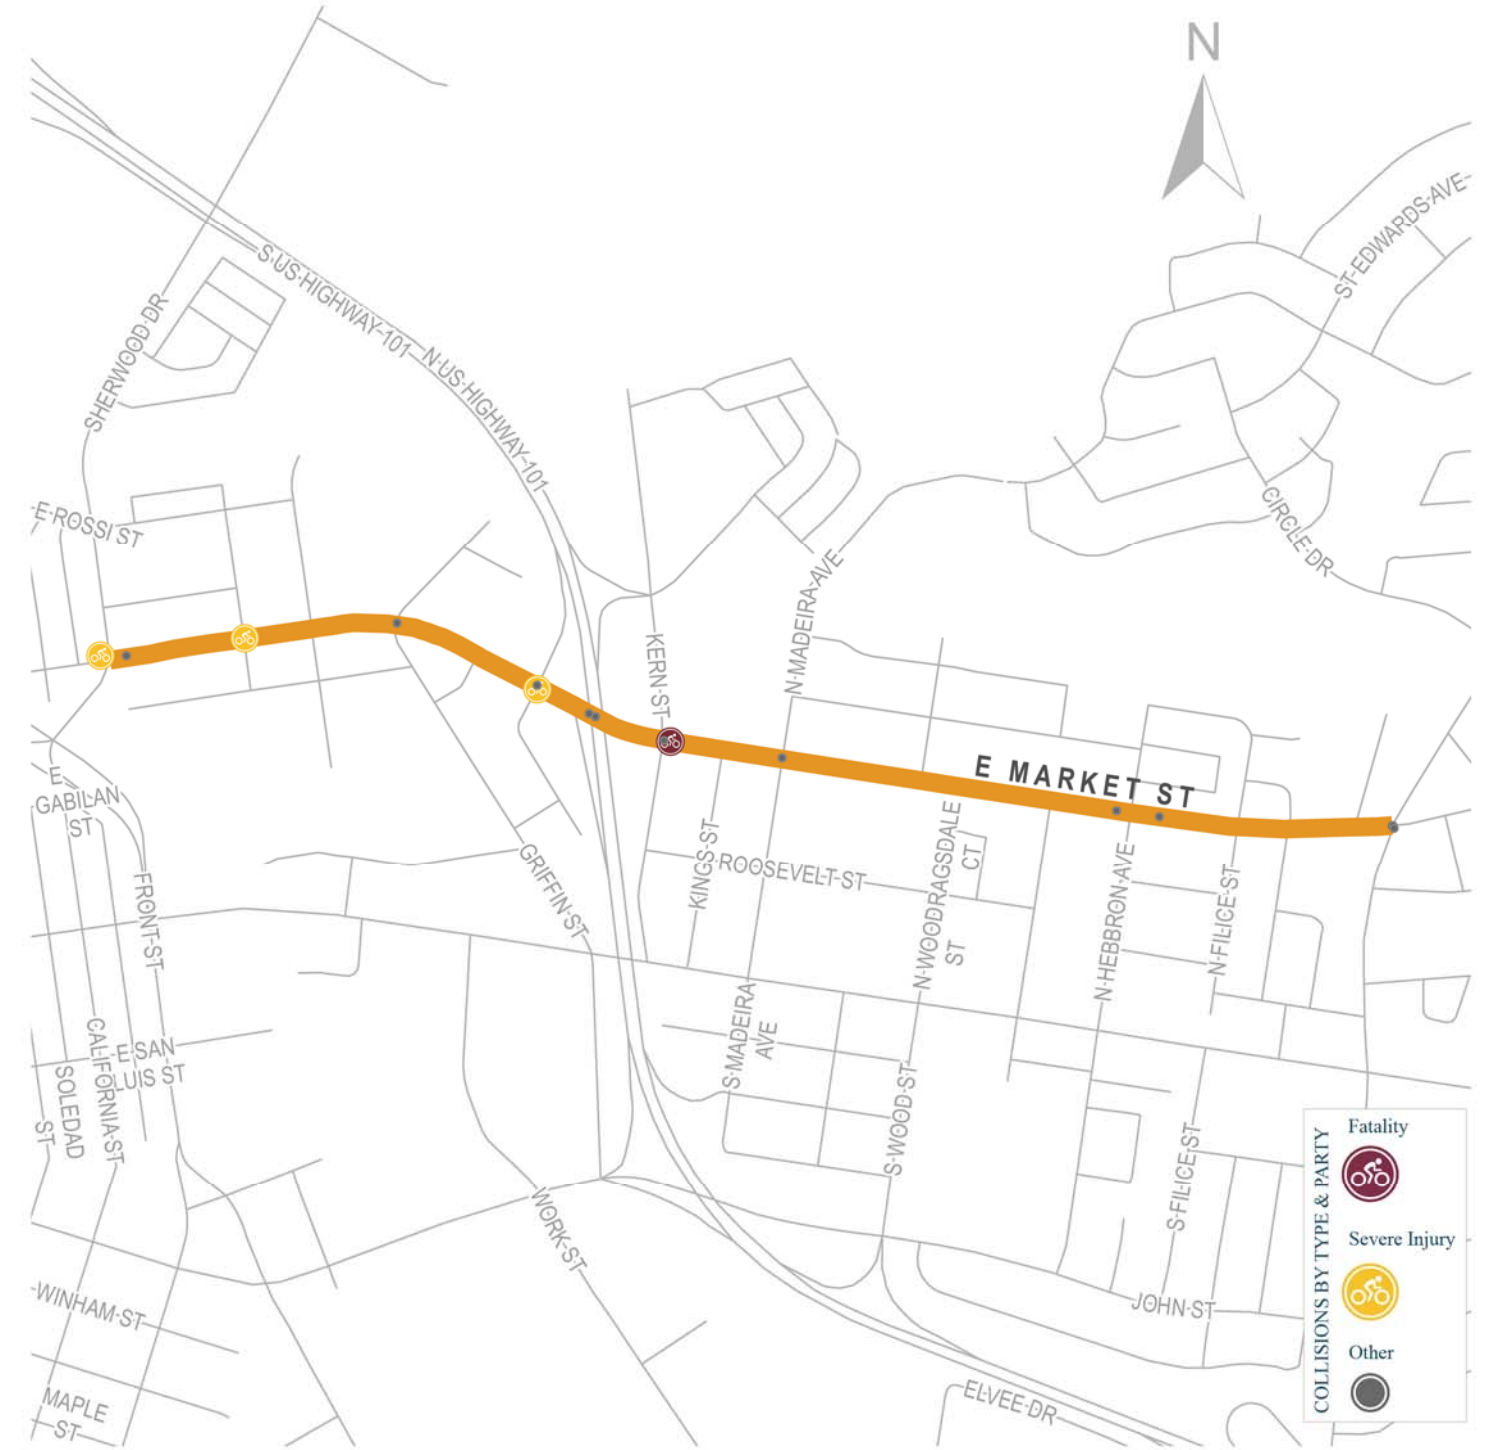 N
ST EDWARDS AVE
S US HIGHWAY 101
N US HIGHWAY 101
SHERWOOD DR
E ROSSI ST
CIRCLE DR
N MADEIRA AVE
KERN ST
E MARKET ST
E
GABILAN
ST
FRONT ST
GRIFFIN ST
KINGS ST
ROOSEVELT ST
N WOODRAGSDALE
ST
CT
N HEBBRON AVE
N FILICE ST
S MADEIRA
AVE
E SAN
LUIS ST
CALIFORNIA ST
SOLEDAD
ST
S WOOD ST
S FILICE ST
WORK ST
JOHN ST
WINHAM ST
MAPLE
ST
ELVEE DR
COLLISIONS BY TYPE & PARTY
Fatality
Severe Injury
Other